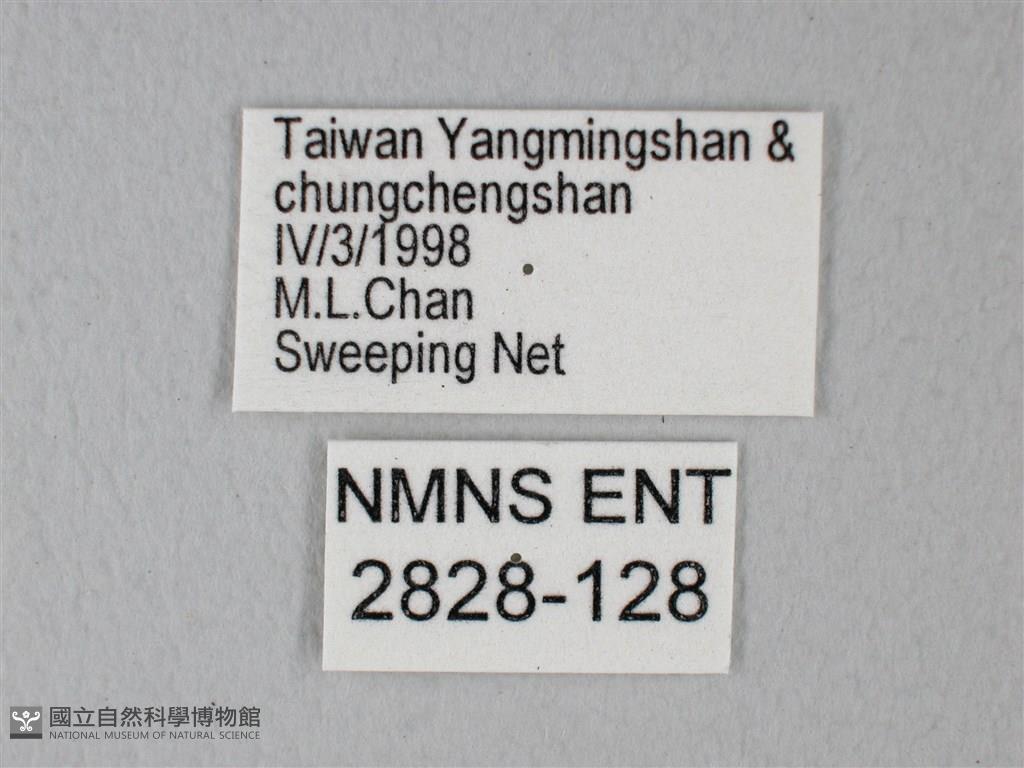 Taiwan Yangmingshan &
chungchengshan
IV/3/1998
M.L.Chan
Sweeping Net
NMNS ENT
2828-128
國立自然科學博物館
NATIONAL MUSEUM OF NATURAL SCIENCE